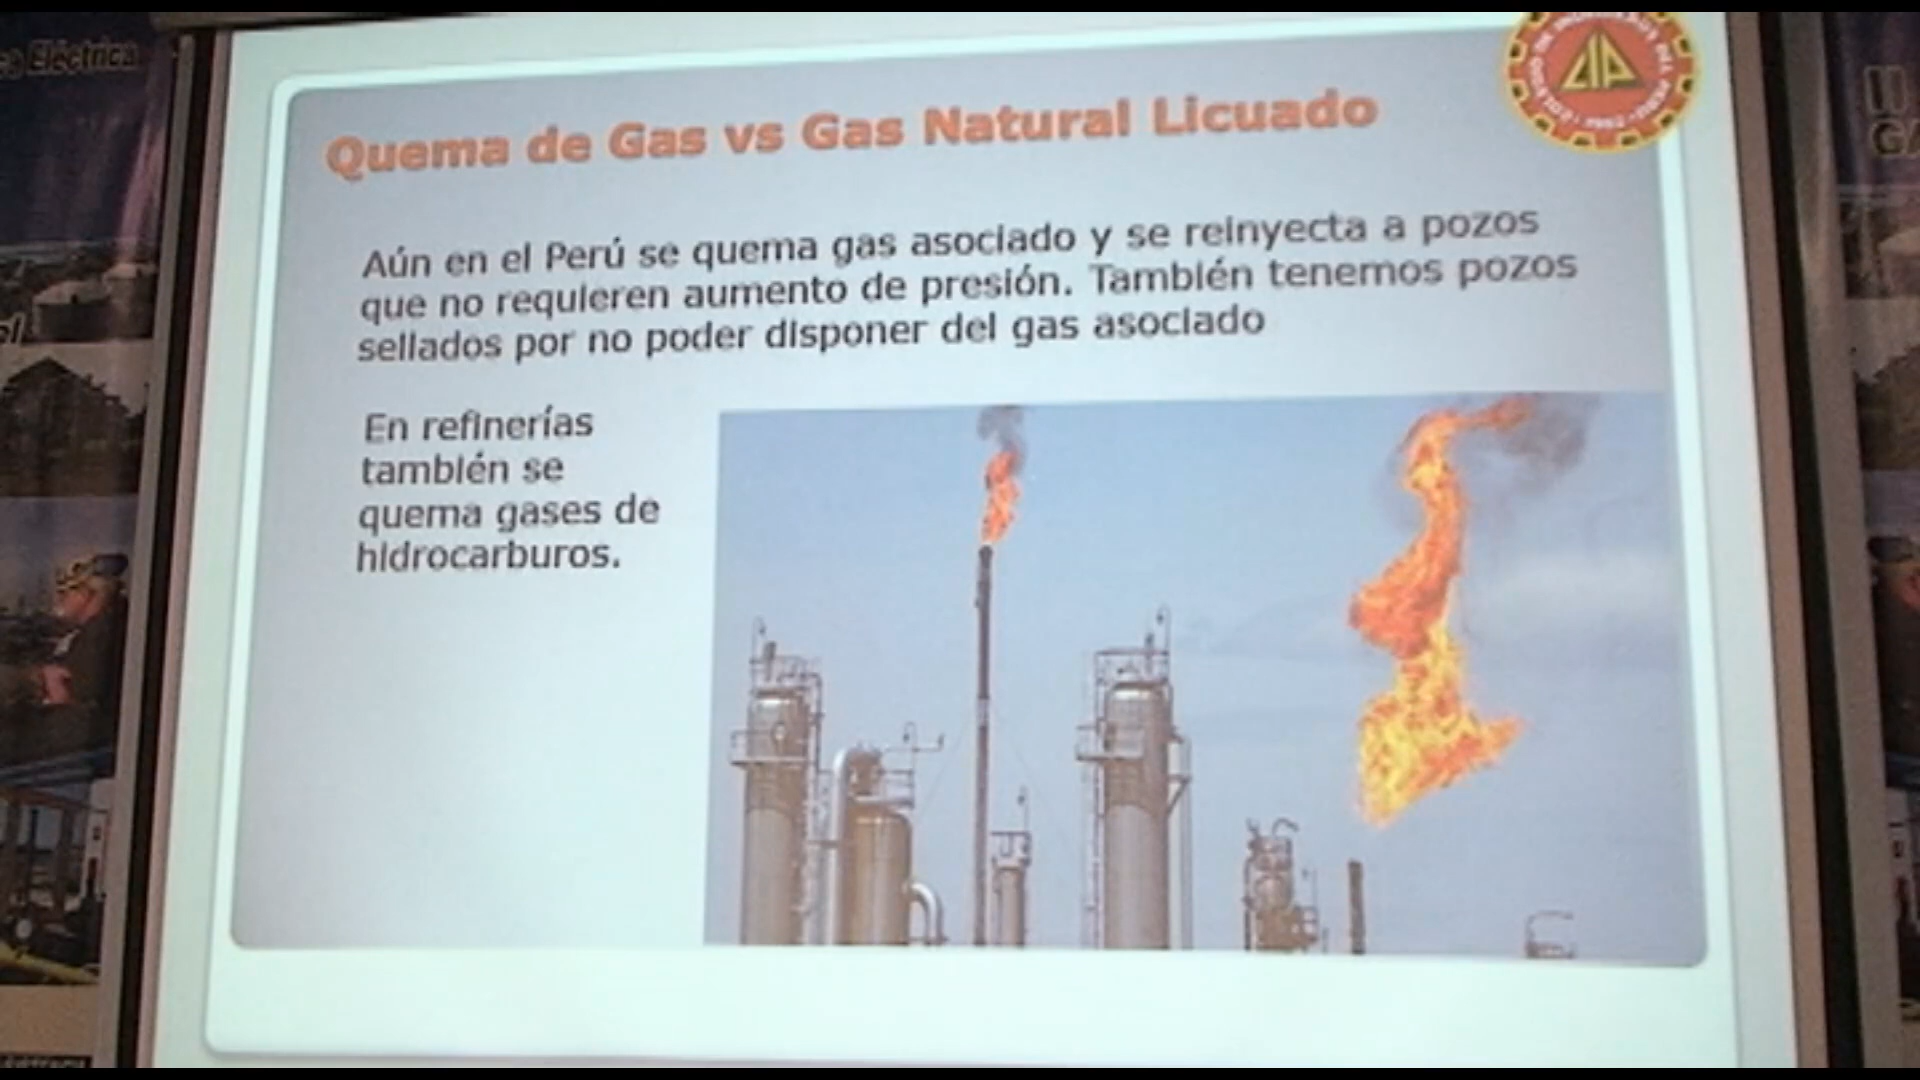 Eléctrica
Quema de Gas vs Gas Natural Licuado
Aún en el Perú se quema gas asociado y se reinyecta a pozos
que no requieren aumento de presión. También tenemos pozos
sellados por no poder disponer del gas asociado
En refinerías
también se
quema gases de
hidrocarburos.
CIP